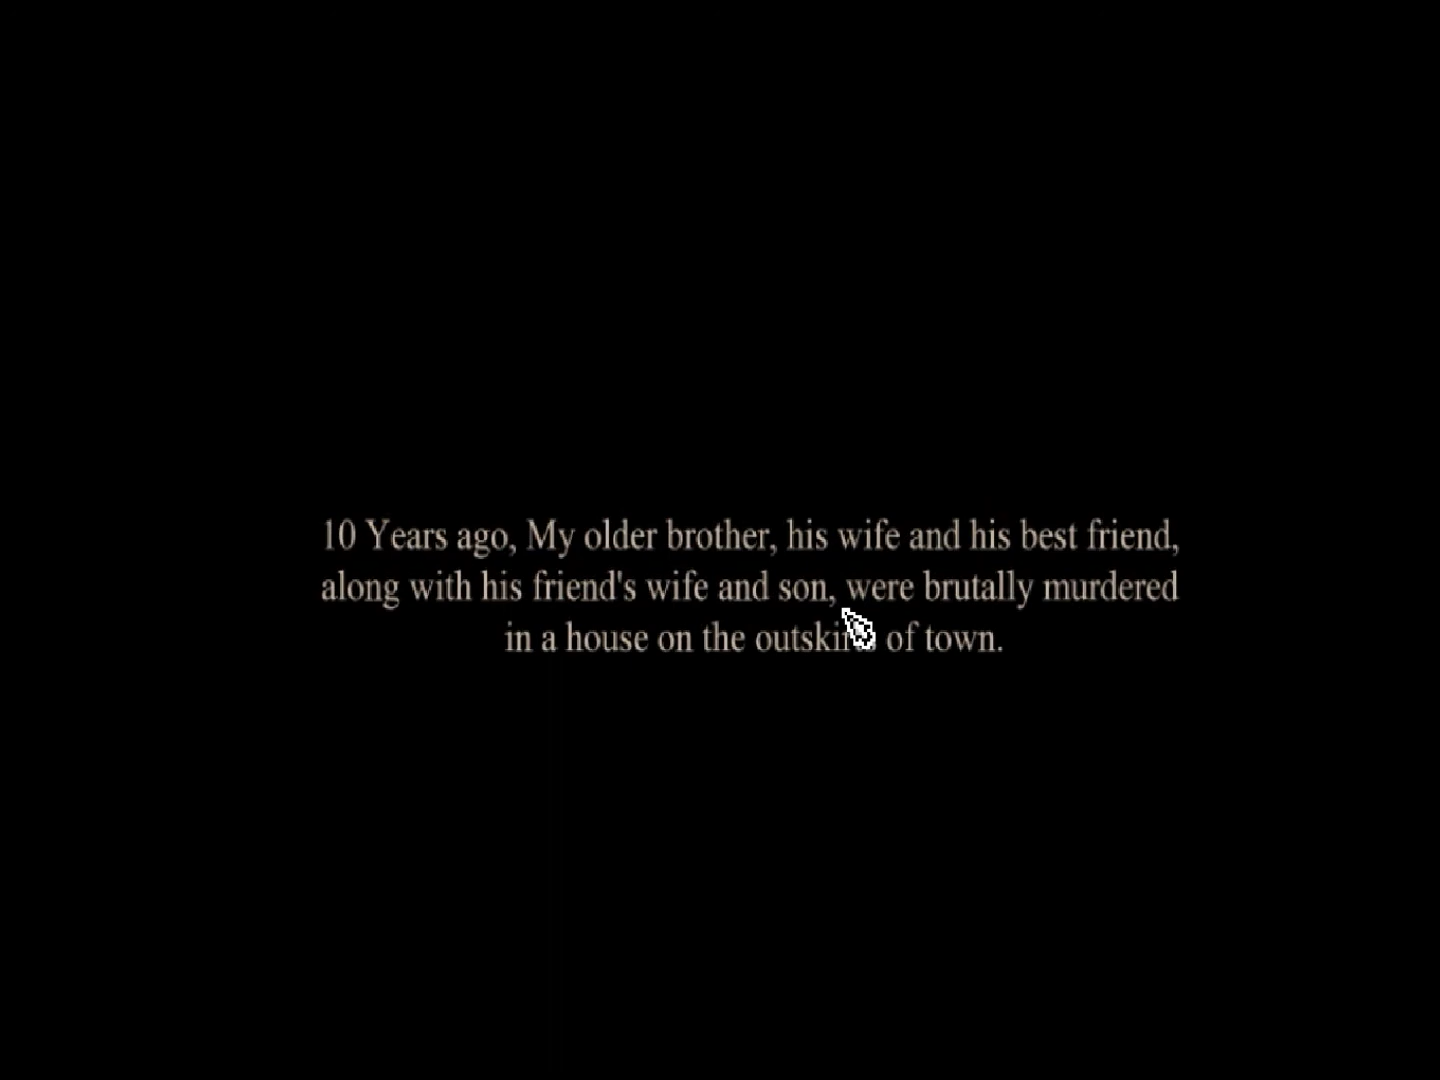 10 Years ago, My older brother, his wife and his best friend,
along with his friend's wife and son, were brutally murdered
in a house on the outskirts of town.